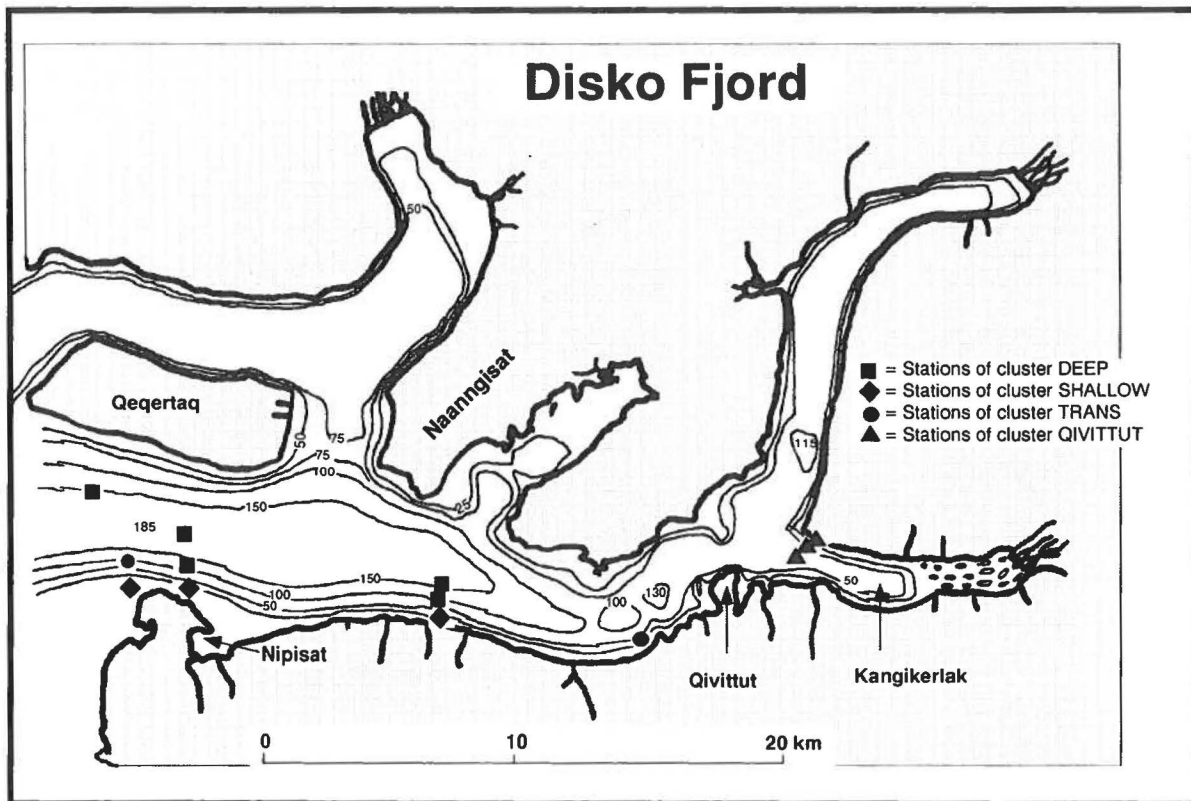 Disko Fjord
50
Naanngisat
Qeqertaq
■ = Stations of cluster DEEP
◆ = Stations of cluster SHALLOW
● = Stations of cluster TRANS
▲ = Stations of cluster QIVITTUT
50
75
75
100
115
25
150
185
150
100
50
100
130
50
Nipisat
Qivittut
Kangikerlak
0 10 20 km